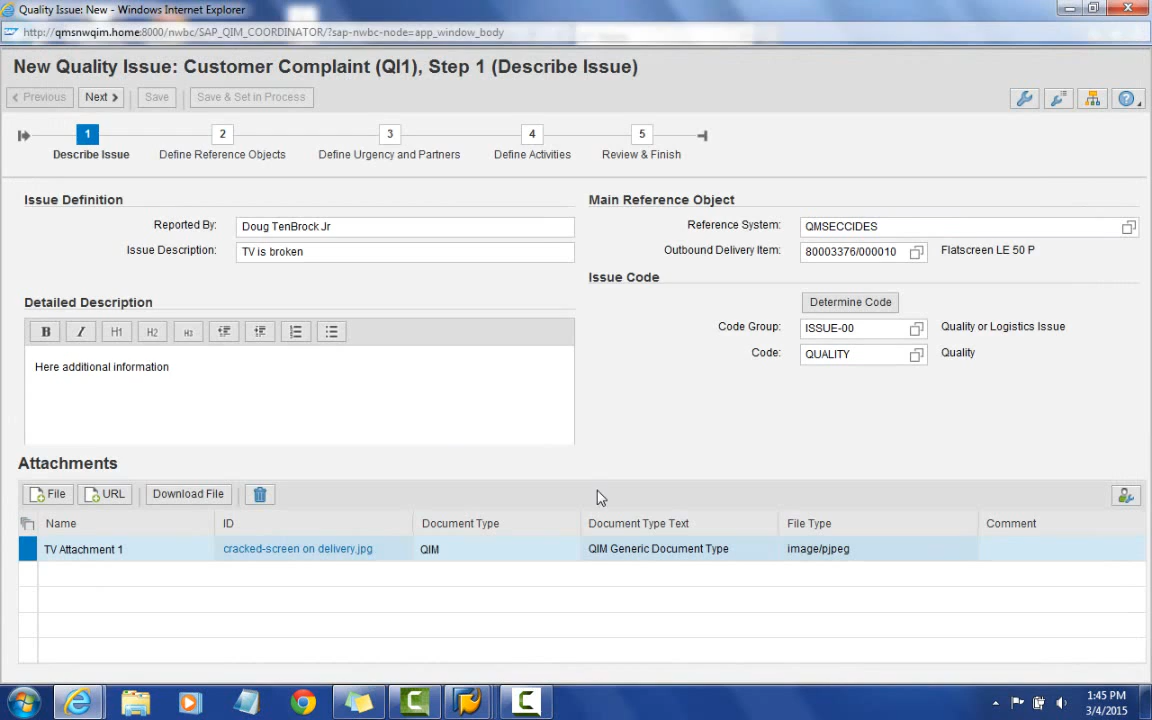 Quality Issue: New - Windows Internet Explorer
http://qmsnwqim.home:8000/nwbc/SAP_QIM_COORDINATOR/?sap-nwbc-node=app_window_body
New Quality Issue: Customer Complaint (QI1), Step 1 (Describe Issue)
Previous Next Save Save & Set in Process
1 2 3 4 5
Describe Issue Define Reference Objects Define Urgency and Partners Define Activities Review & Finish
Issue Definition
Reported By: Doug TenBrock Jr
Issue Description: TV is broken
Main Reference Object
Reference System: QMSECCIDES
Outbound Delivery Item: 80003376/000010 Flatscreen LE 50 P
Issue Code
Determine Code
Code Group: ISSUE-00 Quality or Logistics Issue
Code: QUALITY Quality
Detailed Description
B I H1 H2 H3
Here additional information
Attachments
File URL Download File
Name ID Document Type Document Type Text File Type Comment
TV Attachment 1 cracked-screen on delivery.jpg QIM QIM Generic Document Type image/pjpeg
1:45 PM
3/4/2015